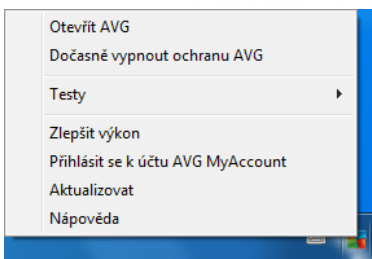 Otevřít AVG
Dočasně vypnout ochranu AVG
Testy
Zlepšit výkon
Přihlásit se k účtu AVG MyAccount
Aktualizovat
Nápověda